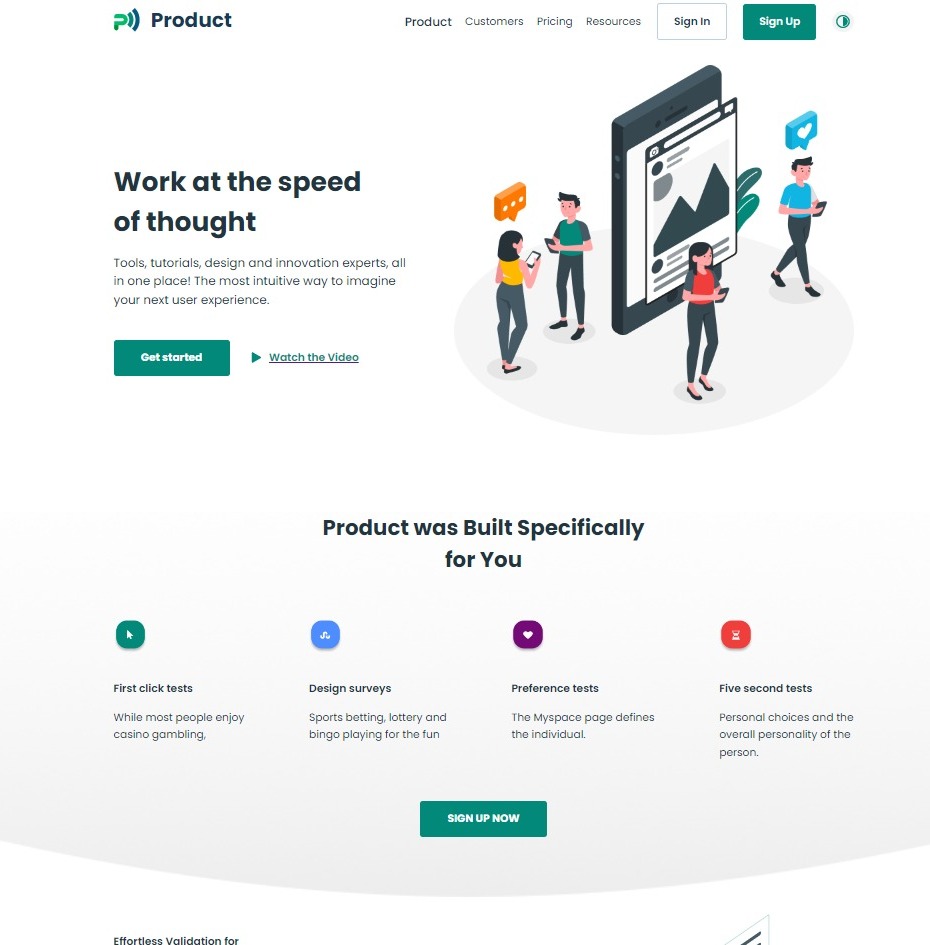 Product
Product Customers Pricing Resources Sign In Sign Up
Work at the speed
of thought
Tools, tutorials, design and innovation experts, all
in one place! The most intuitive way to imagine
your next user experience.
Get started
Watch the Video
Product was Built Specifically
for You
First click tests
While most people enjoy
casino gambling,
Design surveys
Sports betting, lottery and
bingo playing for the fun
Preference tests
The Myspace page defines
the individual.
Five second tests
Personal choices and the
overall personality of the
person.
SIGN UP NOW
Effortless Validation for